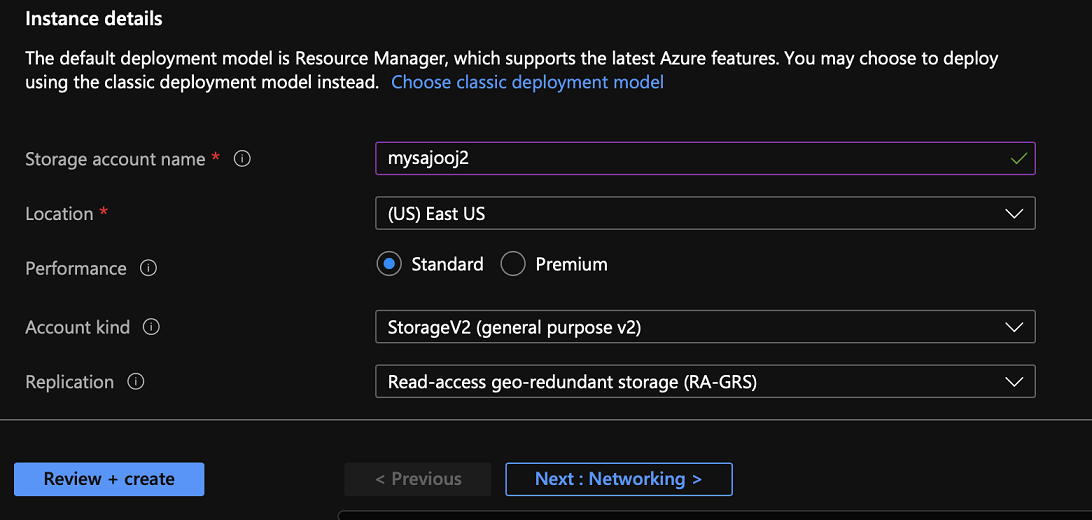 Instance details
The default deployment model is Resource Manager, which supports the latest Azure features. You may choose to deploy
using the classic deployment model instead. Choose classic deployment model
Storage account name *
mysajooj2
Location *
(US) East US
Performance
Standard
Premium
Account kind
StorageV2 (general purpose v2)
Replication
Read-access geo-redundant storage (RA-GRS)
Review + create
< Previous
Next : Networking >